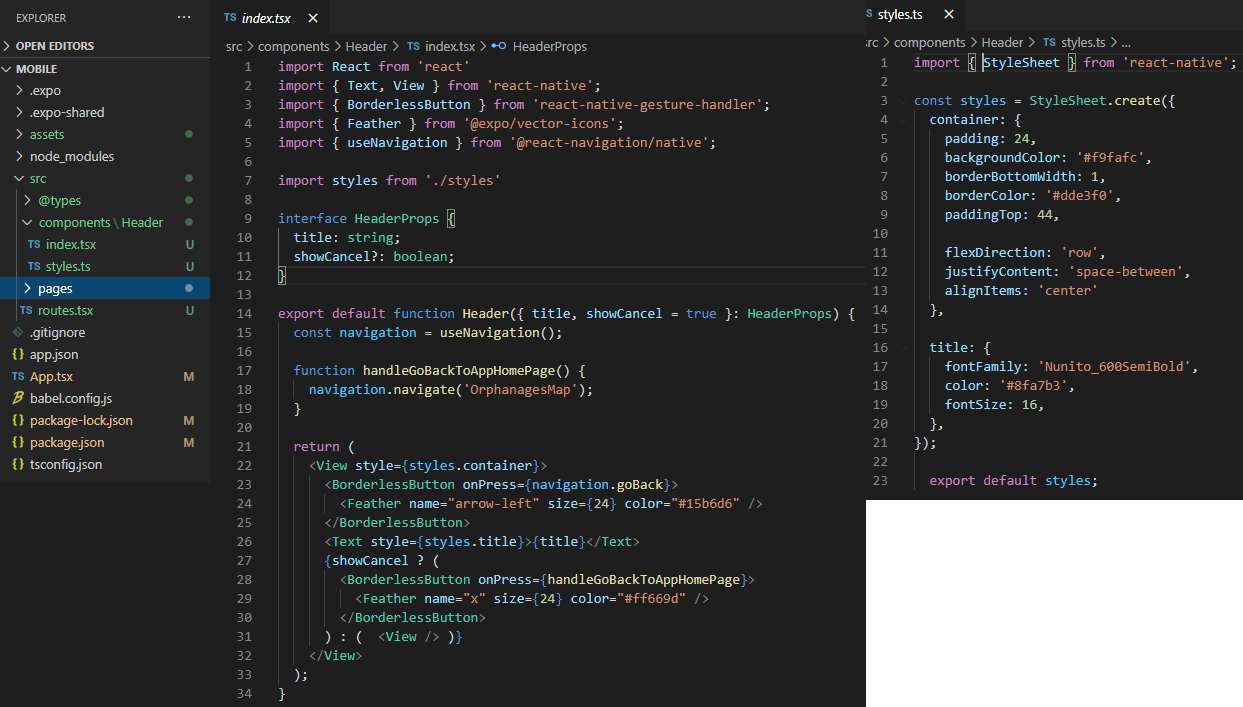 EXPLORER ...
OPEN EDITORS
MOBILE
.expo
.expo-shared
assets
node_modules
src
@types
components \ Header
TS index.tsx U
TS styles.ts U
pages
TS routes.tsx U
.gitignore
{} app.json
TS App.tsx M
babel.config.js
{} package-lock.json M
{} package.json M
{} tsconfig.json
TS index.tsx ×
src > components > Header > TS index.tsx > HeaderProps
1 import React from 'react'
2 import { Text, View } from 'react-native';
3 import { BorderlessButton } from 'react-native-gesture-handler';
4 import { Feather } from '@expo/vector-icons';
5 import { useNavigation } from '@react-navigation/native';
6
7 import styles from './styles'
8
9 interface HeaderProps {
10 title: string;
11 showCancel?: boolean;
12 }
13
14 export default function Header({ title, showCancel = true }: HeaderProps) {
15 const navigation = useNavigation();
16
17 function handleGoBackToAppHomePage() {
18 navigation.navigate('OrphanagesMap');
19 }
20
21 return (
22 <View style={styles.container}>
23 <BorderlessButton onPress={navigation.goBack}>
24 <Feather name="arrow-left" size={24} color="#15b6d6" />
25 </BorderlessButton>
26 <Text style={styles.title}>{title}</Text>
27 {showCancel ? (
28 <BorderlessButton onPress={handleGoBackToAppHomePage}>
29 <Feather name="x" size={24} color="#ff669d" />
30 </BorderlessButton>
31 ) : ( <View /> )}
32 </View>
33 );
34 }
S styles.ts ×
src > components > Header > TS styles.ts > ...
1 import { StyleSheet } from 'react-native';
2
3 const styles = StyleSheet.create({
4 container: {
5 padding: 24,
6 backgroundColor: '#f9fafc',
7 borderBottomWidth: 1,
8 borderColor: '#dde3f0',
9 paddingTop: 44,
10
11 flexDirection: 'row',
12 justifyContent: 'space-between',
13 alignItems: 'center'
14 },
15
16 title: {
17 fontFamily: 'Nunito_600SemiBold',
18 color: '#8fa7b3',
19 fontSize: 16,
20 },
21 });
22
23 export default styles;